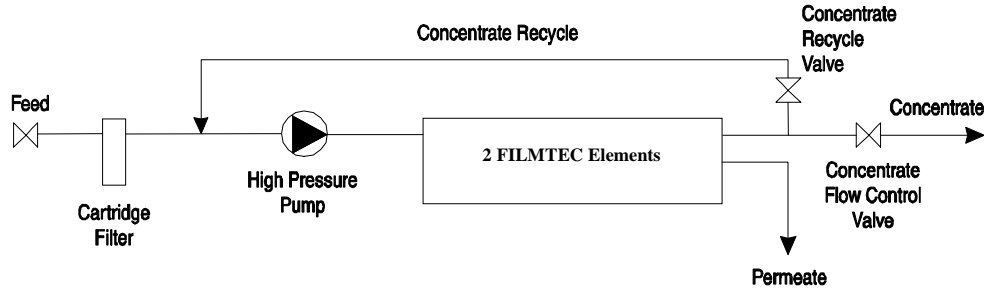 Concentrate Recycle
Concentrate
Recycle
Valve
Feed
Concentrate
2 FILMTEC Elements
High Pressure
Pump
Cartridge
Filter
Concentrate
Flow Control
Valve
Permeate